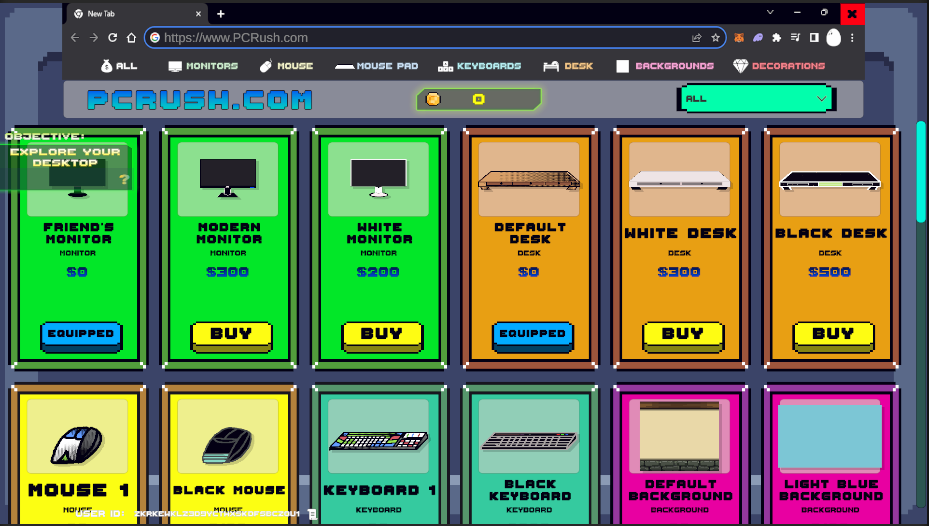 New Tab
https://www.PCRush.com
ALL
MONITORS
MOUSE
MOUSE PAD
KEYBOARDS
DESK
BACKGROUNDS
DECORATIONS
PCRUSH.COM
0
ALL
OBJECTIVE:
EXPLORE YOUR
DESKTOP
?
FRIEND'S
MONITOR
MONITOR
$0
EQUIPPED
MODERN
MONITOR
MONITOR
$300
BUY
WHITE
MONITOR
MONITOR
$200
BUY
DEFAULT
DESK
DESK
$0
EQUIPPED
WHITE DESK
DESK
$300
BUY
BLACK DESK
DESK
$500
BUY
MOUSE 1
MOUSE
BLACK MOUSE
MOUSE
KEYBOARD 1
KEYBOARD
BLACK
KEYBOARD
KEYBOARD
DEFAULT
BACKGROUND
BACKGROUND
LIGHT BLUE
BACKGROUND
BACKGROUND
USER ID: